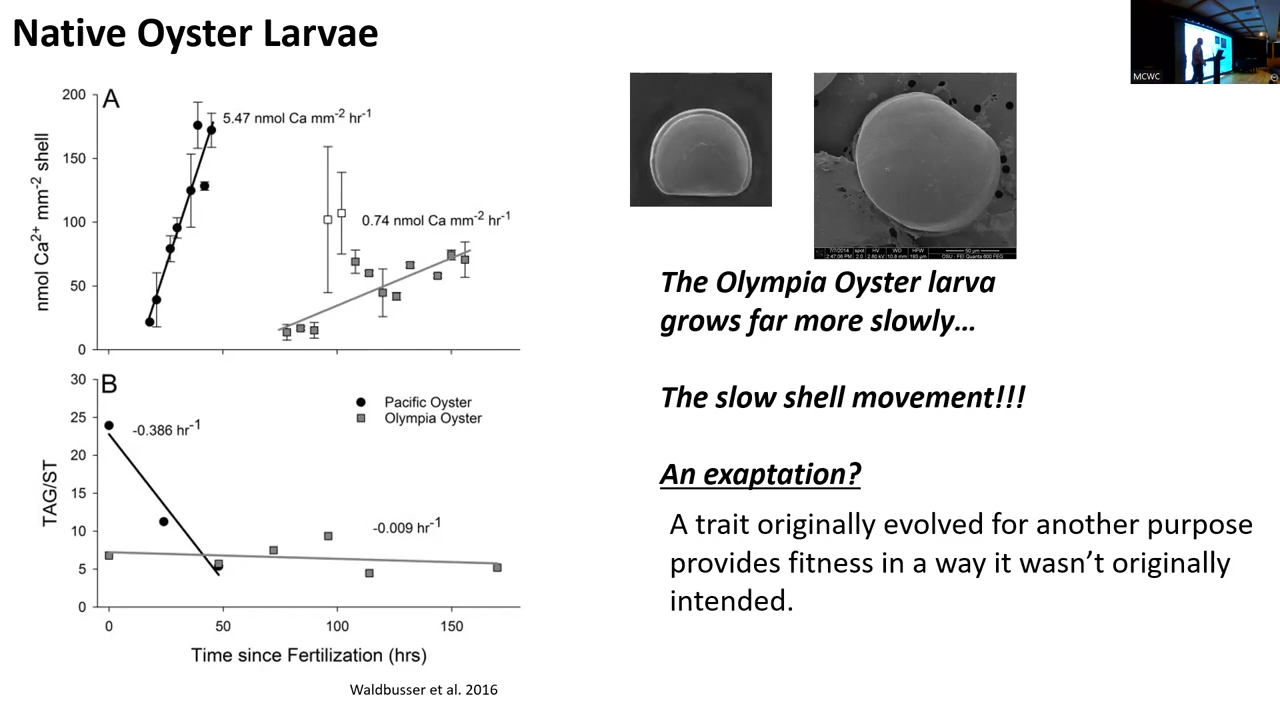 Native Oyster Larvae
MCWC
A
200
150
100
50
0
nmol Ca²⁺ mm⁻² shell
5.47 nmol Ca mm⁻² hr⁻¹
0.74 nmol Ca mm⁻² hr⁻¹
B
30
25
20
15
10
5
0
TAG/ST
-0.386 hr⁻¹
Pacific Oyster
Olympia Oyster
-0.009 hr⁻¹
0 50 100 150
Time since Fertilization (hrs)
Waldbusser et al. 2016
50 µm
The Olympia Oyster larva
grows far more slowly…
The slow shell movement!!!
An exaptation?
A trait originally evolved for another purpose
provides fitness in a way it wasn’t originally
intended.